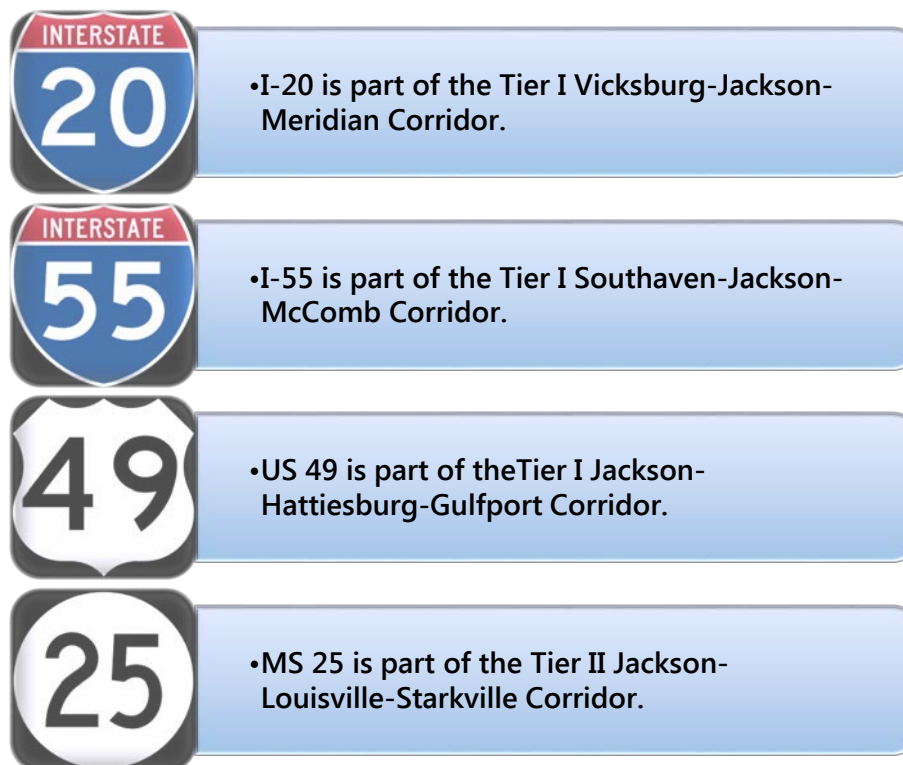 INTERSTATE
20
•I-20 is part of the Tier I Vicksburg-Jackson-
Meridian Corridor.
INTERSTATE
55
•I-55 is part of the Tier I Southaven-Jackson-
McComb Corridor.
49
•US 49 is part of theTier I Jackson-
Hattiesburg-Gulfport Corridor.
25
•MS 25 is part of the Tier II Jackson-
Louisville-Starkville Corridor.